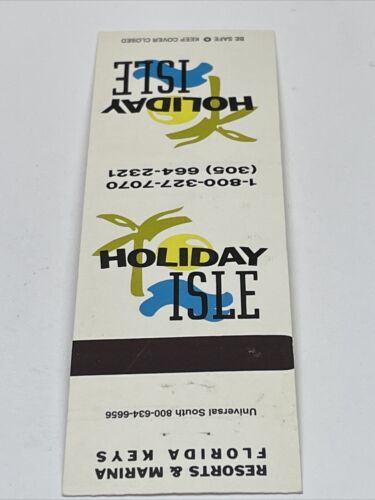 BE SAFE KEEP COVER CLOSED
HOLIDAY
ISLE
1-800-327-7070
(305) 664-2321
HOLIDAY
ISLE
Universal South 800-634-6656
RESORTS & MARINA
FLORIDA KEYS